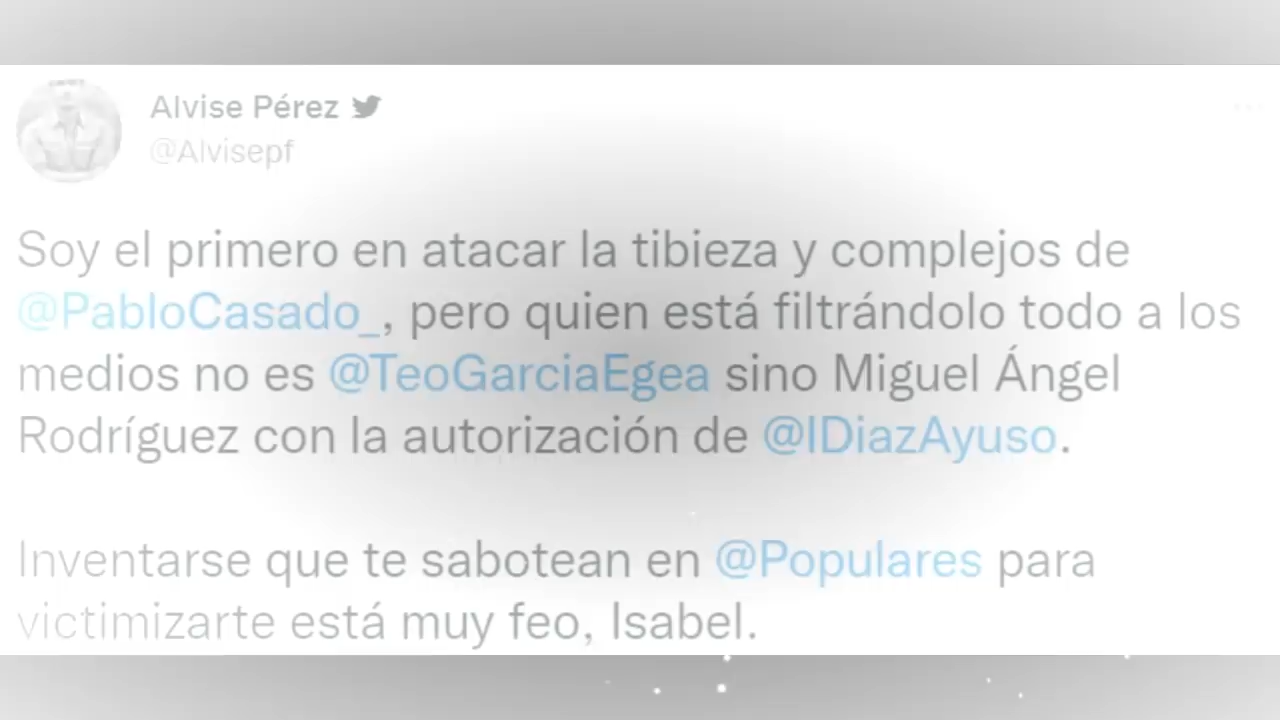 Alvise Pérez
@Alvisepf
Soy el primero en atacar la tibieza y complejos de
@PabloCasado_, pero quien está filtrándolo todo a los
medios no es @TeoGarciaEgea sino Miguel Ángel
Rodríguez con la autorización de @IDiazAyuso.
Inventarse que te sabotean en @Populares para
victimizarte está muy feo, Isabel.